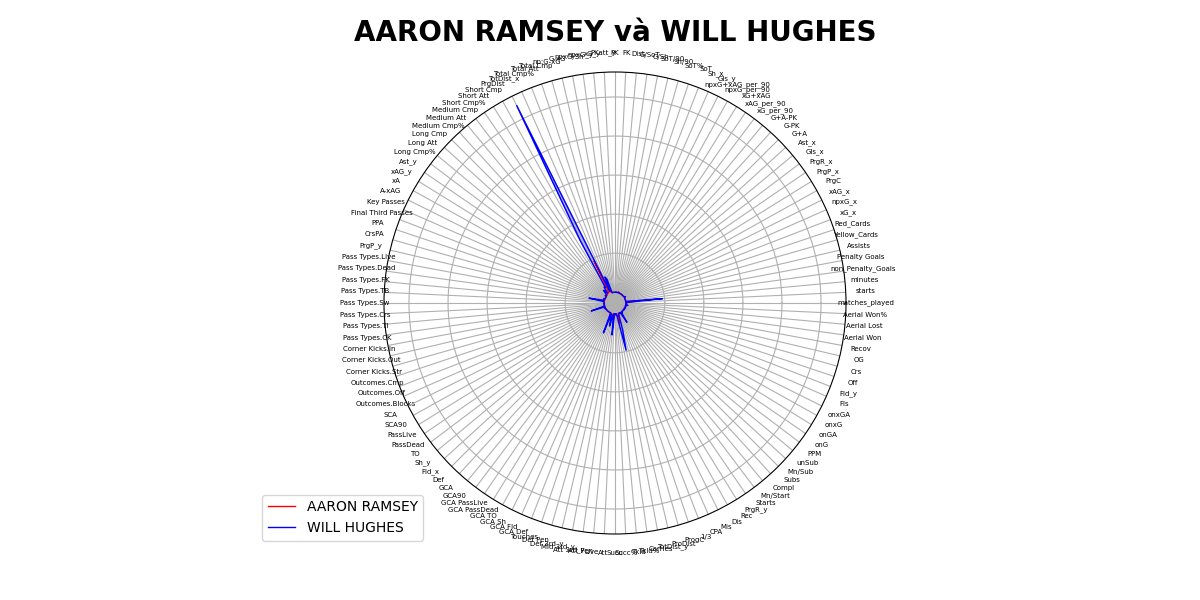 AARON RAMSEY và WILL HUGHES
Total Cmp%
TotDist_x
PrgDist
Short Cmp
Short Att
Short Cmp%
Medium Cmp
Medium Att
Medium Cmp%
Long Cmp
Long Att
Long Cmp%
Ast_y
xAG_y
xA
A-xAG
Key Passes
Final Third Passes
PPA
CrsPA
PrgP_y
Pass Types.Live
Pass Types.Dead
Pass Types.FK
Pass Types.TB
Pass Types.Sw
Pass Types.Crs
Pass Types.TI
Pass Types.CK
Corner Kicks.In
Corner Kicks.Out
Corner Kicks.Str
Outcomes.Cmp
Outcomes.Off
Outcomes.Blocks
SCA
SCA90
PassLive
PassDead
TO
Sh_y
Fld_x
Def
GCA
GCA90
GCA PassLive
GCA PassDead
GCA TO
GCA Sh
GCA Fld
GCA Def
FK
SoT
Sh_x
Gls_y
npxG+xAG_per_90
npxG_per_90
xG+xAG
xAG_per_90
xG_per_90
G+A-PK
G-PK
G+A
Ast_x
Gls_x
PrgR_x
PrgP_x
PrgC
xAG_x
npxG_x
xG_x
Red_Cards
Yellow_Cards
Assists
Penalty Goals
non_Penalty_Goals
minutes
starts
matches_played
Aerial Won%
Aerial Lost
Aerial Won
Recov
OG
Crs
Off
Fld_y
Fls
onxGA
onxG
onGA
onG
PPM
unSub
Mn/Sub
Subs
Compl
Mn/Start
Starts
PrgR_y
Rec
Dis
Mis
CPA
1/3
ProgC
AARON RAMSEY
WILL HUGHES